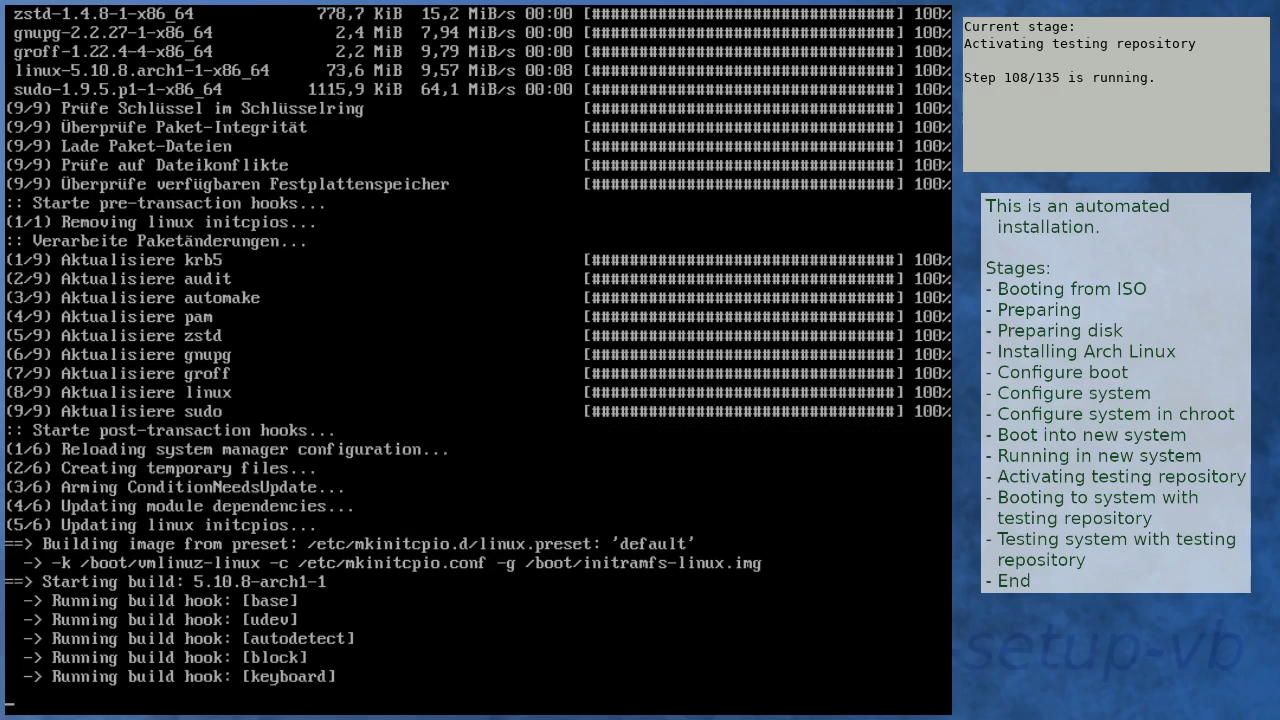 zstd-1.4.8-1-x86_64 778,7 KiB 15,2 MiB/s 00:00 [################################] 100%
gnupg-2.2.27-1-x86_64 2,4 MiB 7,94 MiB/s 00:00 [################################] 100%
groff-1.22.4-4-x86_64 2,2 MiB 9,79 MiB/s 00:00 [################################] 100%
linux-5.10.8.arch1-1-x86_64 73,6 MiB 9,57 MiB/s 00:08 [################################] 100%
sudo-1.9.5.p1-1-x86_64 1115,9 KiB 64,1 MiB/s 00:00 [################################] 100%
(9/9) Prüfe Schlüssel im Schlüsselring [################################] 100%
(9/9) Überprüfe Paket-Integrität [################################] 100%
(9/9) Lade Paket-Dateien [################################] 100%
(9/9) Prüfe auf Dateikonflikte [################################] 100%
(9/9) Überprüfe verfügbaren Festplattenspeicher [################################] 100%
:: Starte pre-transaction hooks...
(1/1) Removing linux initcpios...
:: Verarbeite Paketänderungen...
(1/9) Aktualisiere krb5 [################################] 100%
(2/9) Aktualisiere audit [################################] 100%
(3/9) Aktualisiere automake [################################] 100%
(4/9) Aktualisiere pam [################################] 100%
(5/9) Aktualisiere zstd [################################] 100%
(6/9) Aktualisiere gnupg [################################] 100%
(7/9) Aktualisiere groff [################################] 100%
(8/9) Aktualisiere linux [################################] 100%
(9/9) Aktualisiere sudo [################################] 100%
:: Starte post-transaction hooks...
(1/6) Reloading system manager configuration...
(2/6) Creating temporary files...
(3/6) Arming ConditionNeedsUpdate...
(4/6) Updating module dependencies...
(5/6) Updating linux initcpios...
==> Building image from preset: /etc/mkinitcpio.d/linux.preset: 'default'
-> -k /boot/vmlinuz-linux -c /etc/mkinitcpio.conf -g /boot/initramfs-linux.img
==> Starting build: 5.10.8-arch1-1
-> Running build hook: [base]
-> Running build hook: [udev]
-> Running build hook: [autodetect]
-> Running build hook: [block]
-> Running build hook: [keyboard]
_
Current stage:
Activating testing repository
Step 108/135 is running.
This is an automated
installation.
Stages:
- Booting from ISO
- Preparing
- Preparing disk
- Installing Arch Linux
- Configure boot
- Configure system
- Configure system in chroot
- Boot into new system
- Running in new system
- Activating testing repository
- Booting to system with
testing repository
- Testing system with testing
repository
- End
-setup-vb